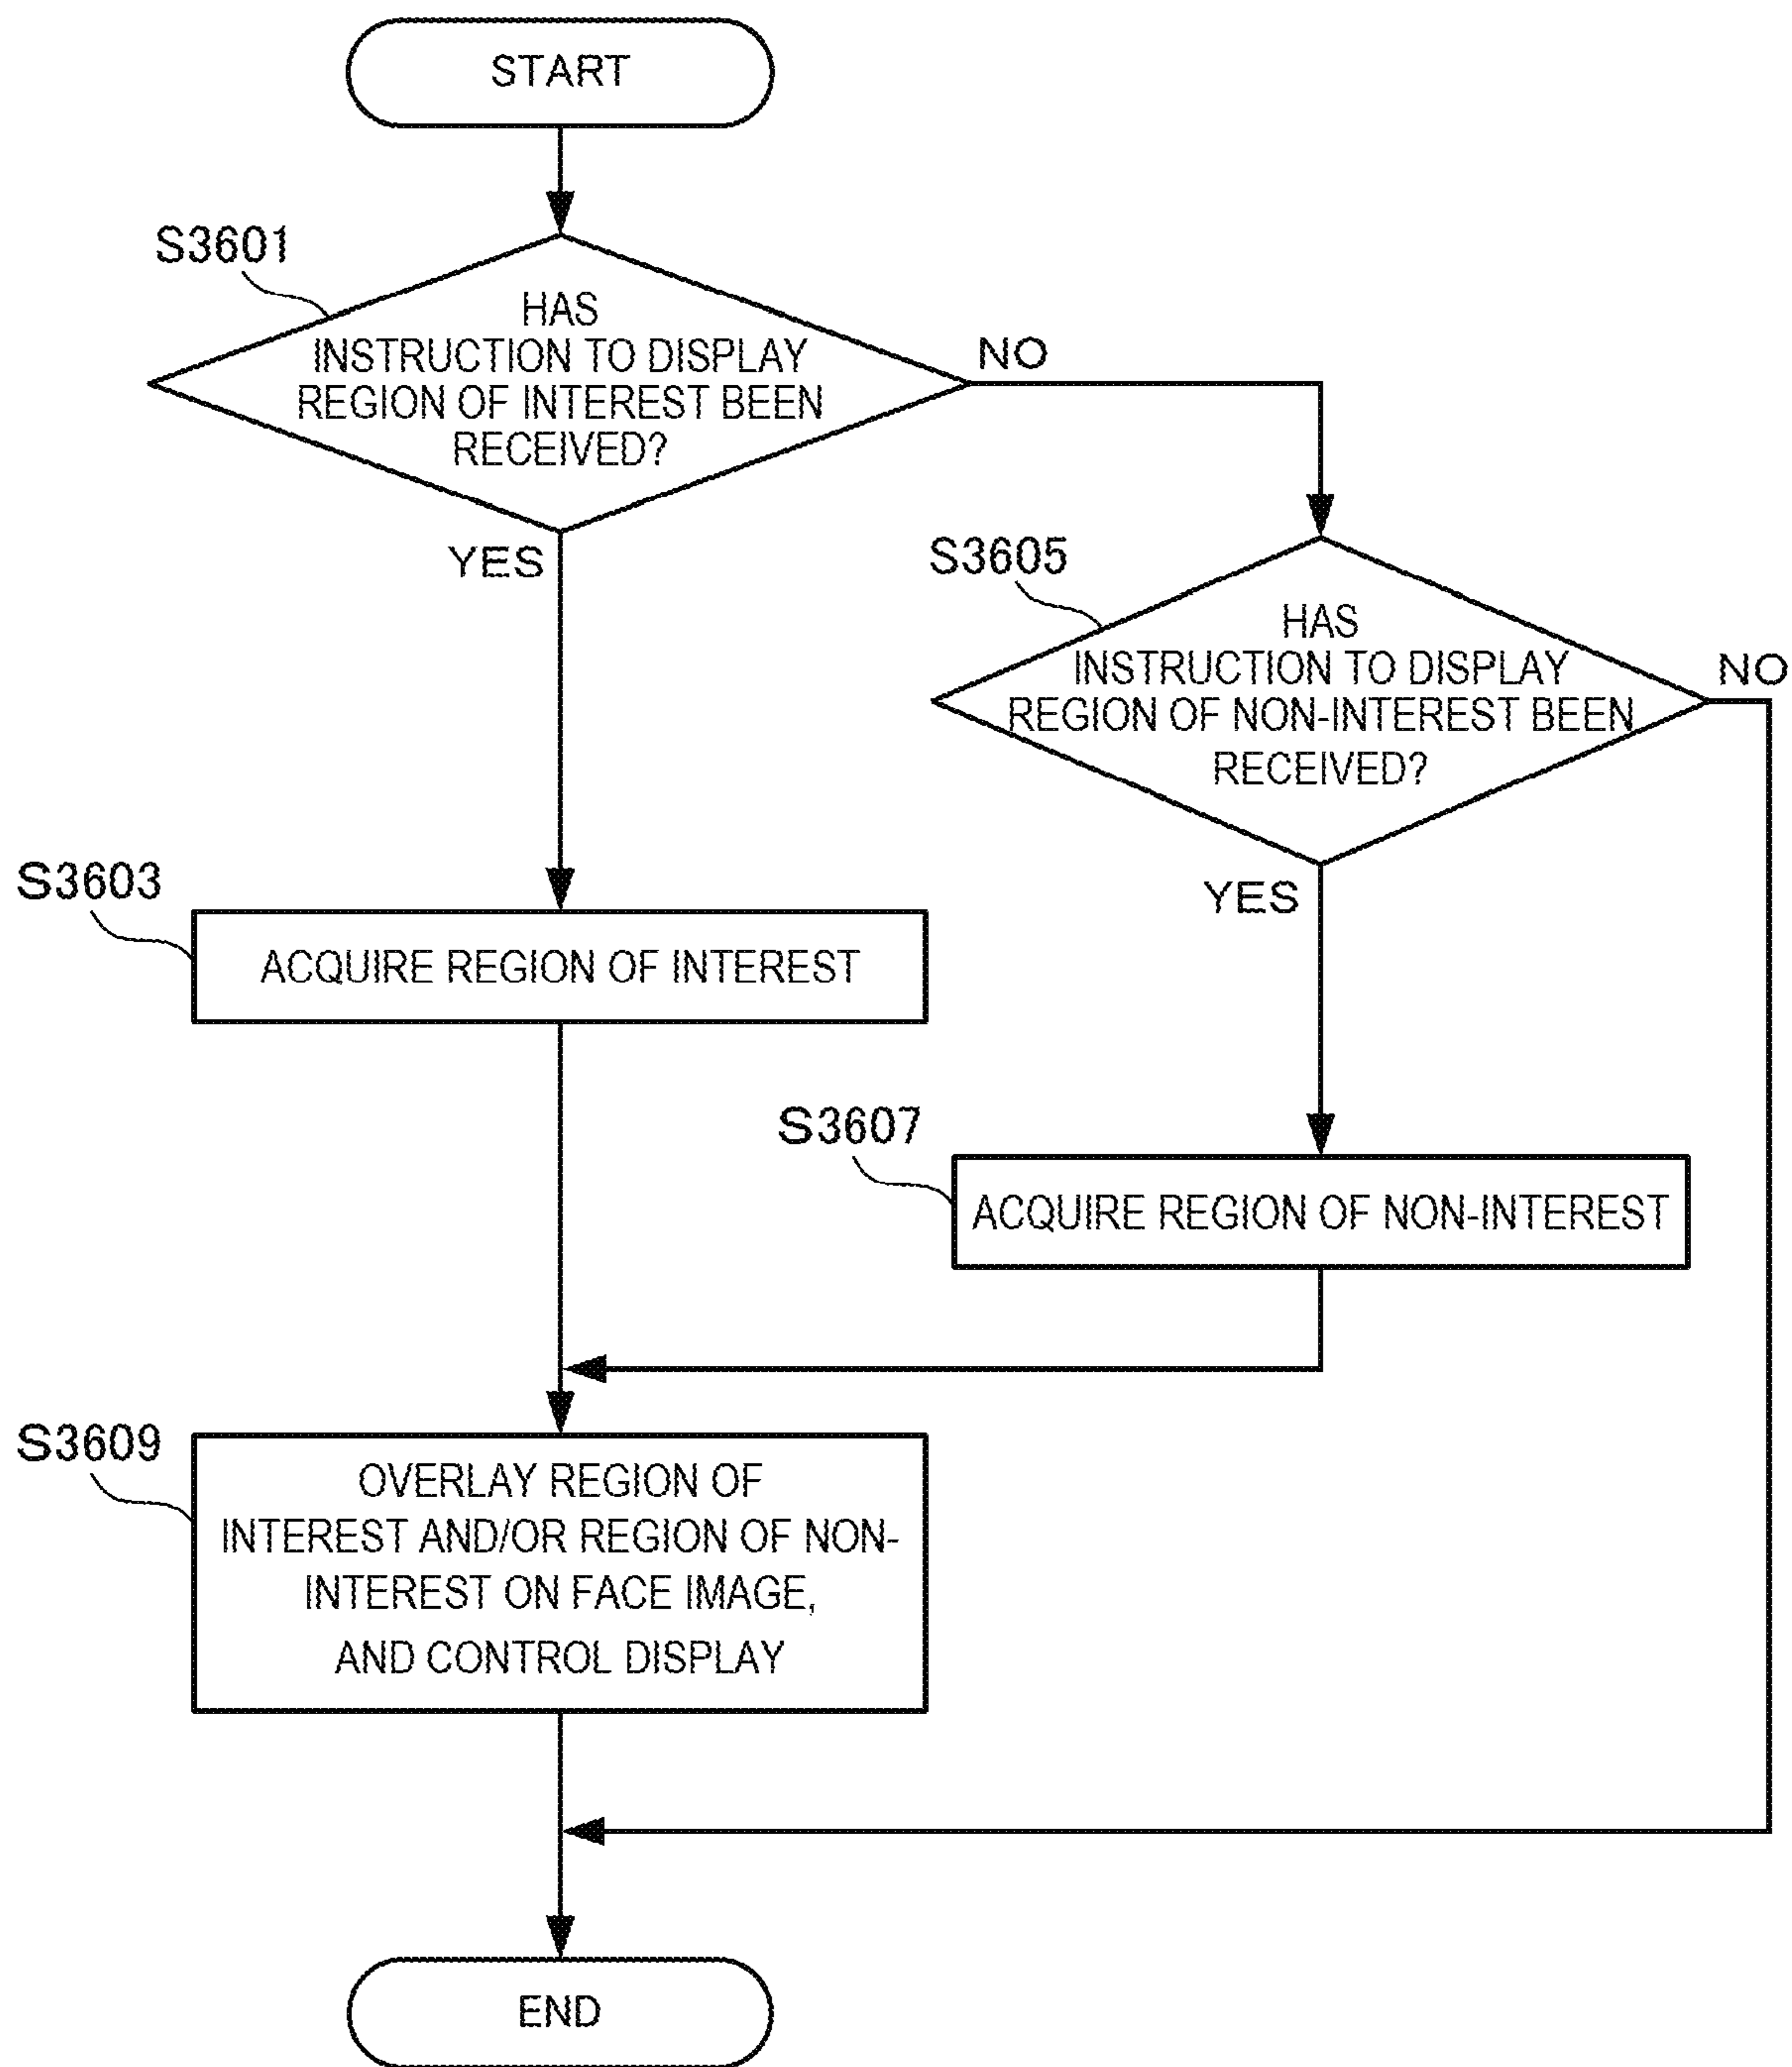 START
S3601
HAS
INSTRUCTION TO DISPLAY
REGION OF INTEREST BEEN
RECEIVED?
NO
YES
S3605
HAS
INSTRUCTION TO DISPLAY
REGION OF NON-INTEREST BEEN
RECEIVED?
NO
YES
S3603
ACQUIRE REGION OF INTEREST
S3607
ACQUIRE REGION OF NON-INTEREST
S3609
OVERLAY REGION OF
INTEREST AND/OR REGION OF NON-
INTEREST ON FACE IMAGE,
AND CONTROL DISPLAY
END